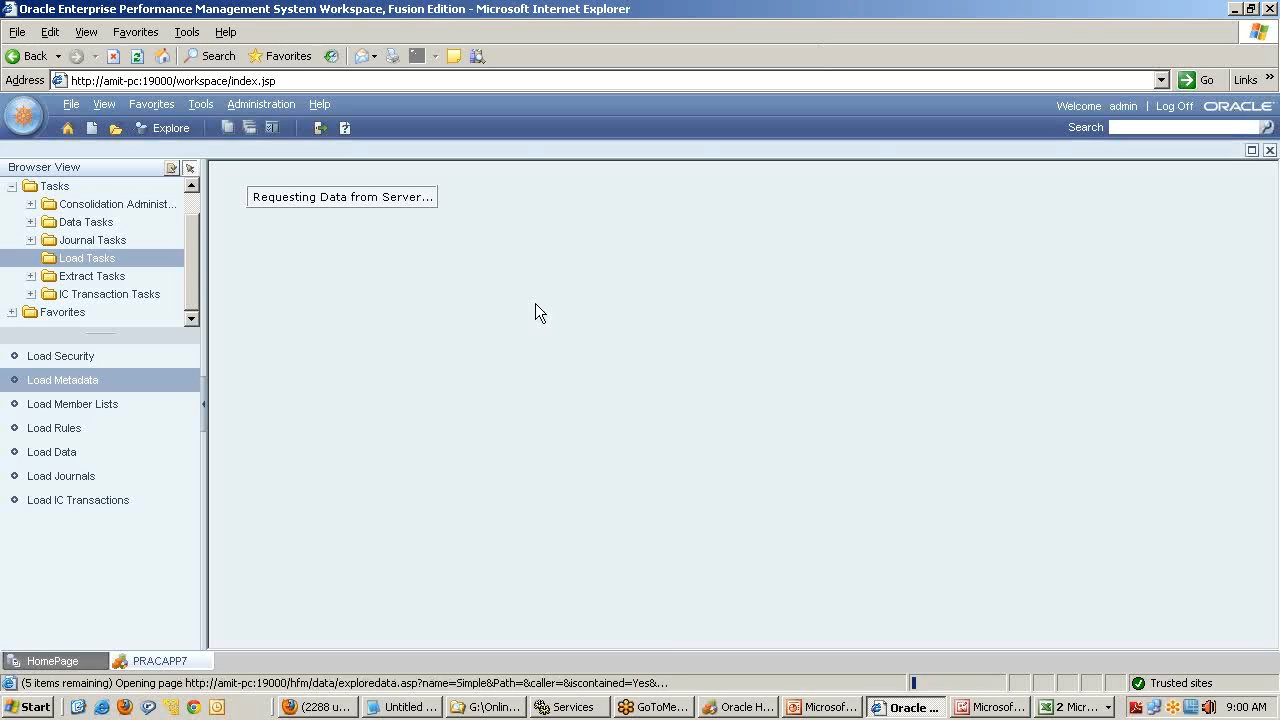 Oracle Enterprise Performance Management System Workspace, Fusion Edition - Microsoft Internet Explorer
File Edit View Favorites Tools Help
Back Search Favorites
Address http://amit-pc:19000/workspace/index.jsp Go Links »
File View Favorites Tools Administration Help Welcome admin | Log Off ORACLE
Explore Search
Browser View
Tasks
Requesting Data from Server...
Consolidation Administ...
Data Tasks
Journal Tasks
Load Tasks
Extract Tasks
IC Transaction Tasks
Favorites
Load Security
Load Metadata
Load Member Lists
Load Rules
Load Data
Load Journals
Load IC Transactions
HomePage PRACAPP7
(5 items remaining) Opening page http://amit-pc:19000/hfm/data/exploredata.asp?name=Simple&Path=&caller=&iscontained=Yes&... Trusted sites
Start (2288 u... Untitled ... G:\Onlin... Services GoToMe... Oracle H... Microsof... Oracle ... Microsof... 2 Micr... 9:00 AM